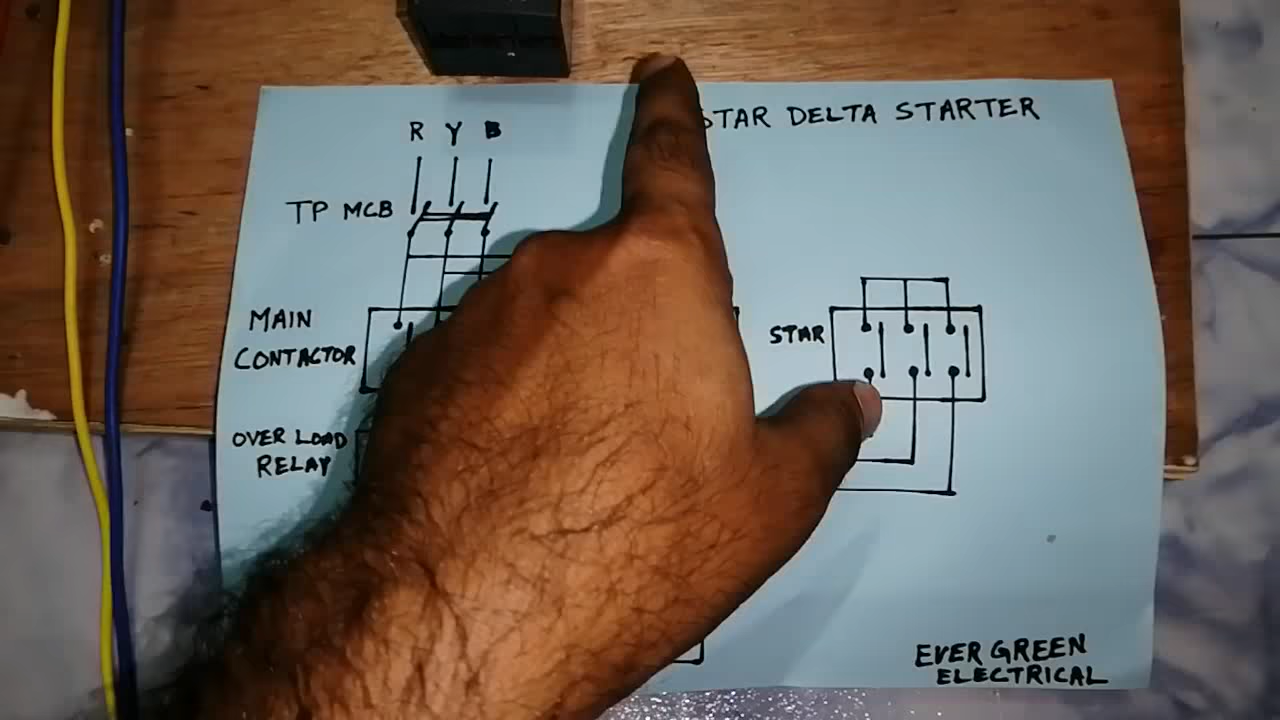 STAR DELTA STARTER
R Y B
TP MCB
MAIN
CONTACTOR
STAR
OVER LOAD
RELAY
EVER GREEN
ELECTRICAL